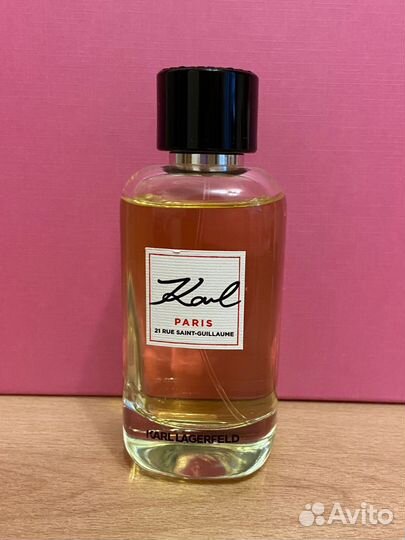 Karl
PARIS
21 RUE SAINT-GUILLAUME
KARL LAGERFELD
Avito